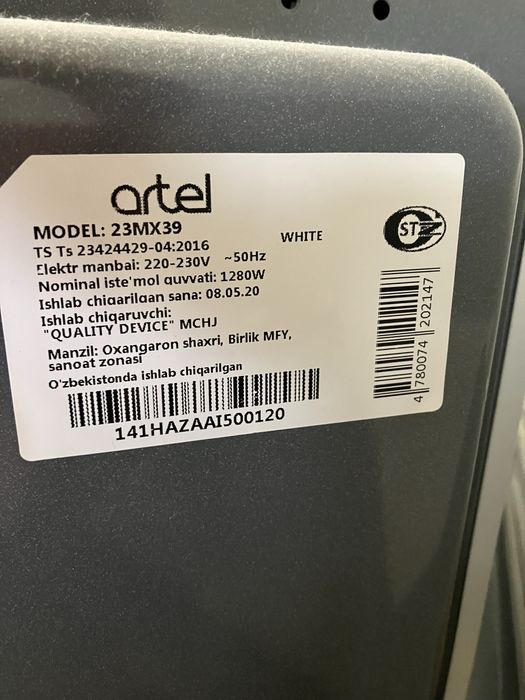 artel
MODEL: 23MX39
WHITE
TS Ts 23424429-04:2016
Elektr manbai: 220-230V ~50Hz
Nominal iste'mol quvvati: 1280W
Ishlab chiqarilgan sana: 08.05.20
Ishlab chiqaruvchi:
"QUALITY DEVICE" MCHJ
Manzil: Oxangaron shaxri, Birlik MFY,
sanoat zonasi
O'zbekistonda ishlab chiqarilgan
141HAZAAI500120
4 780074 202147